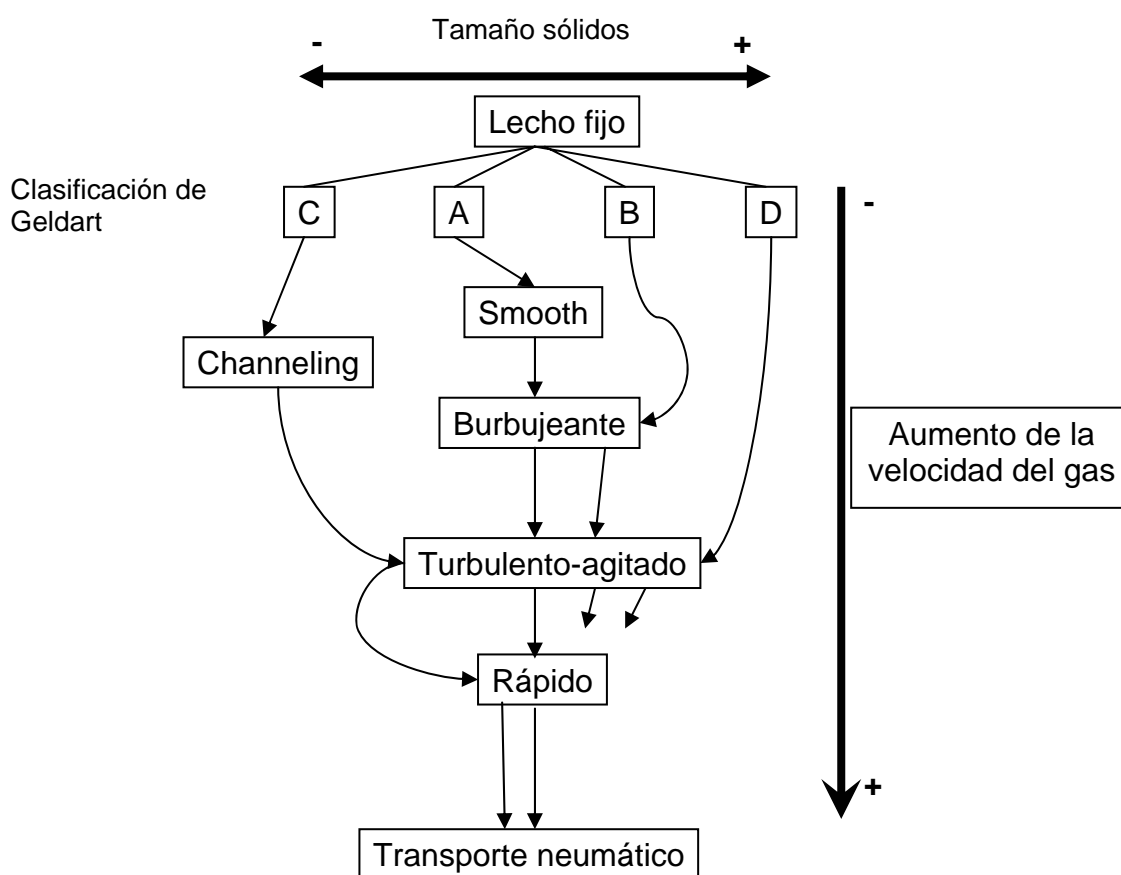 Tamaño sólidos
- +
Lecho fijo
Clasificación de
Geldart
C A B D
-
Smooth
Channeling
Burbujeante
Aumento de la
velocidad del gas
Turbulento-agitado
Rápido
+
Transporte neumático